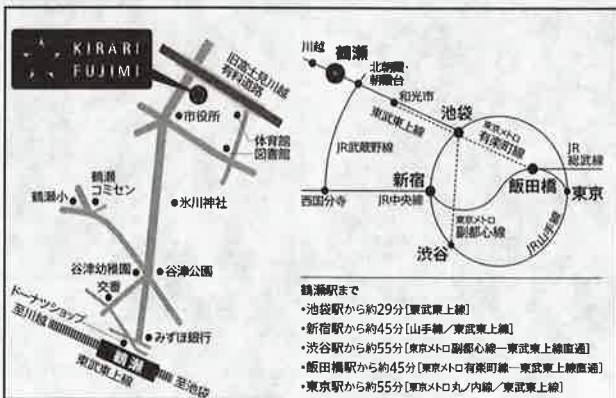 KIRARI
FUJIMI
旧富士見川越
有料道路
市役所
体育館
図書館
鶴瀬
コミセン
鶴瀬小
氷川神社
谷津幼稚園
谷津公園
交番
ドーナツショップ
みずほ銀行
至川越
鶴瀬
東武東上線
至池袋
川越
鶴瀬
北朝霞・
朝霞台
和光市
東武東上線
池袋
東京メトロ
有楽町線
JR武蔵野線
JR
総武線
新宿
飯田橋
東京
西国分寺
JR中央線
東京メトロ
副都心線
JR山手線
渋谷
鶴瀬駅まで
・池袋駅から約29分[東武東上線]
・新宿駅から約45分[山手線/東武東上線]
・渋谷駅から約55分[東京メトロ副都心線―東武東上線直通]
・飯田橋駅から約45分[東京メトロ有楽町線―東武東上線直通]
・東京駅から約55分[東京メトロ丸ノ内線/東武東上線]